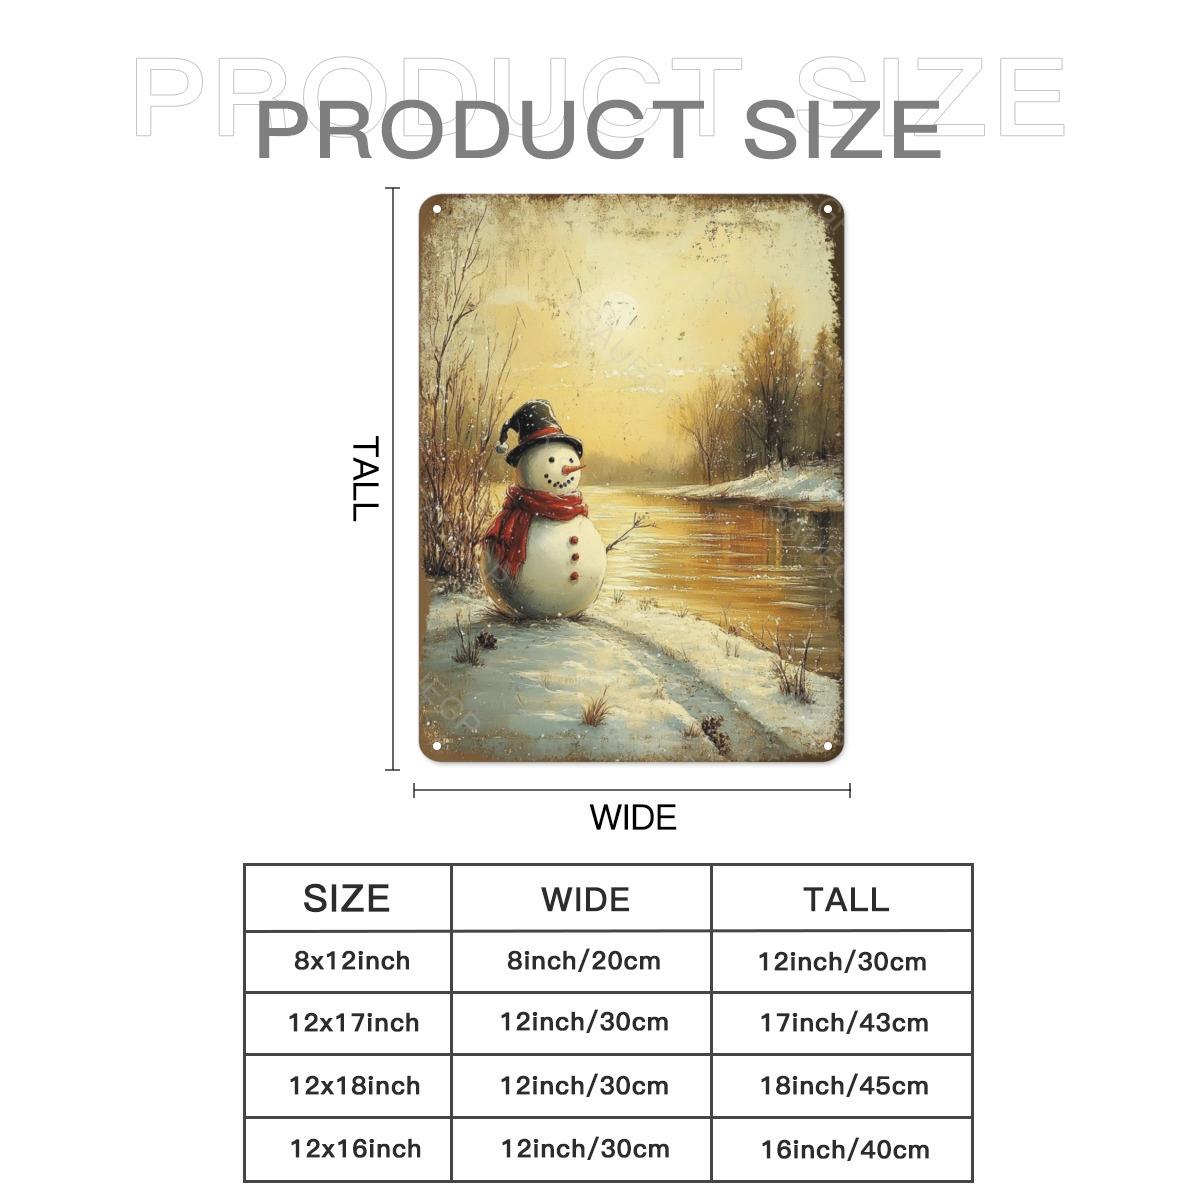 PRODUCT SIZE
PRODUCT SIZE
TALL
WIDE
SIZE WIDE TALL
8x12inch 8inch/20cm 12inch/30cm
12x17inch 12inch/30cm 17inch/43cm
12x18inch 12inch/30cm 18inch/45cm
12x16inch 12inch/30cm 16inch/40cm